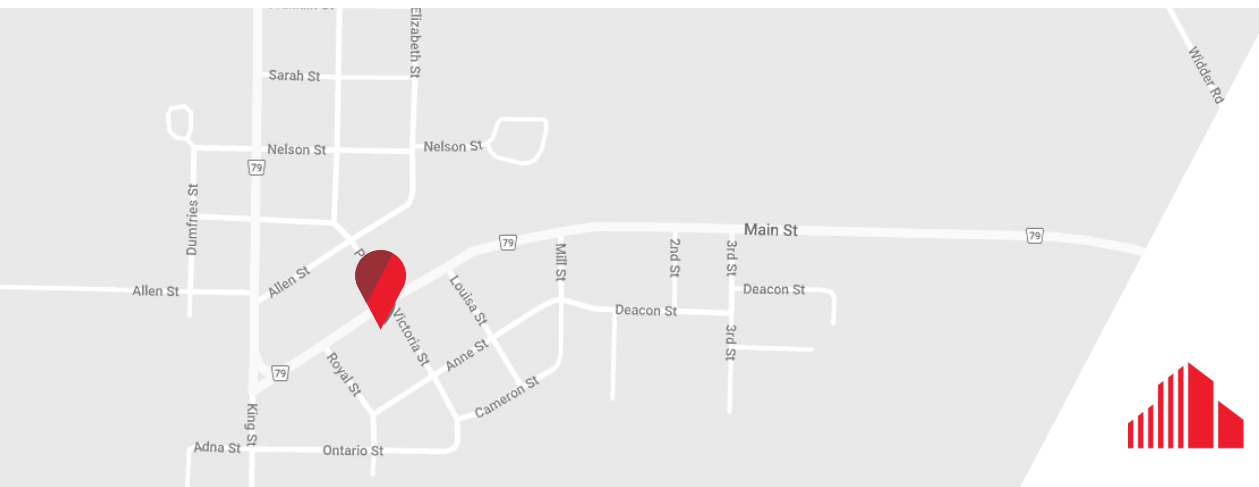 Elizabeth St
Widder Rd
Sarah St
Nelson St
Nelson St
79
Dumfries St
Main St
79
79
Mill St
2nd St
3rd St
Allen St
Allen St
Louisa St
Deacon St
Deacon St
Victoria St
Anne St
3rd St
Royal St
79
Cameron St
King St
Adna St
Ontario St